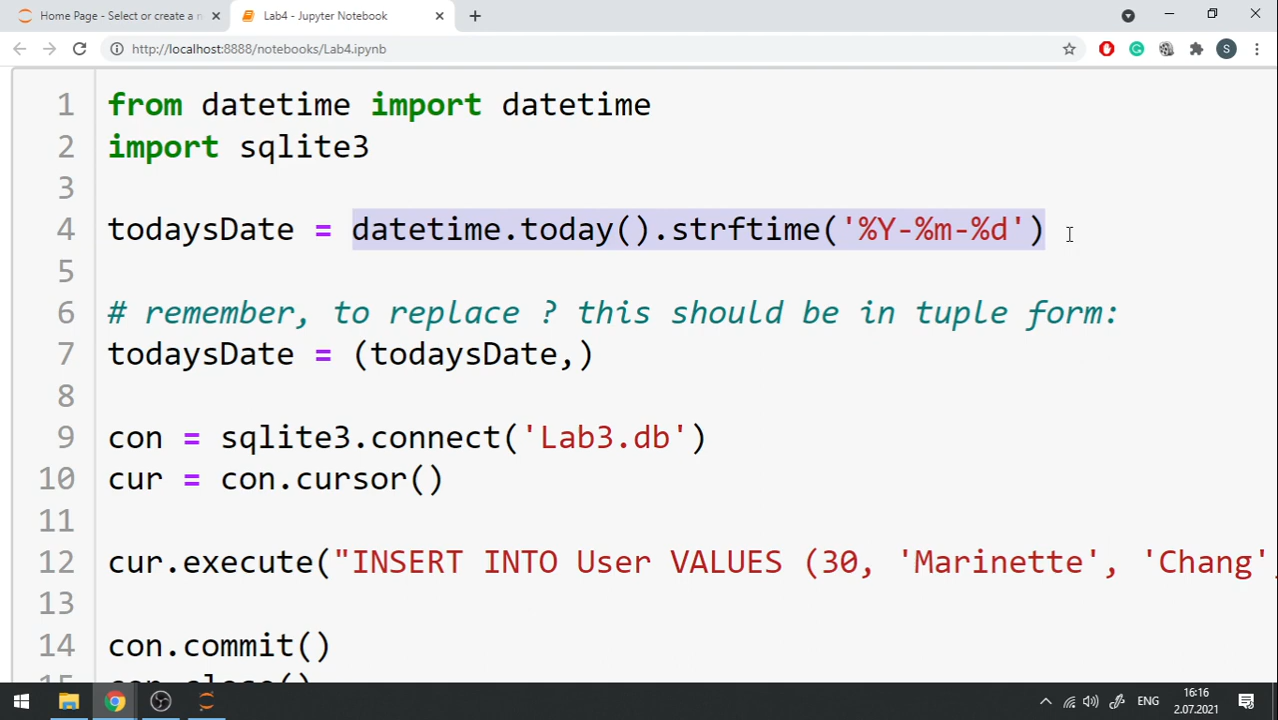 Home Page - Select or create a n
Lab4 - Jupyter Notebook
http://localhost:8888/notebooks/Lab4.ipynb
S
1 from datetime import datetime
2 import sqlite3
3
4 todaysDate = datetime.today().strftime('%Y-%m-%d')
5
6 # remember, to replace ? this should be in tuple form:
7 todaysDate = (todaysDate,)
8
9 con = sqlite3.connect('Lab3.db')
10 cur = con.cursor()
11
12 cur.execute("INSERT INTO User VALUES (30, 'Marinette', 'Chang',
13
14 con.commit()
15 con.close()
ENG
16:16
2.07.2021